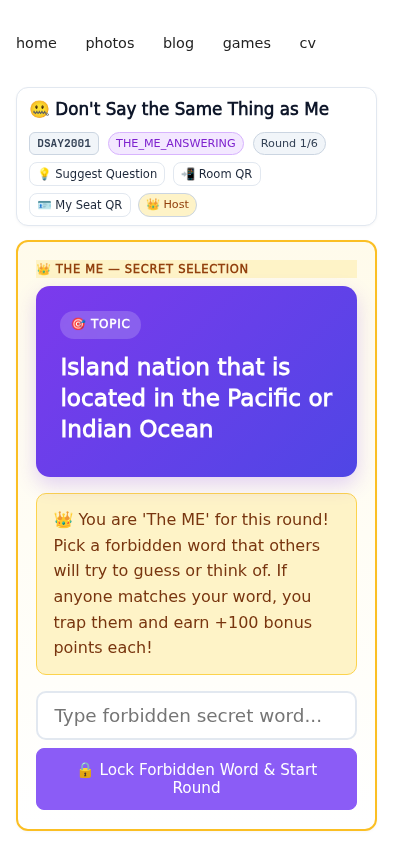 home photos blog games cv
🤐 Don't Say the Same Thing as Me
DSAY2001 THE_ME_ANSWERING Round 1/6
💡 Suggest Question 📲 Room QR
🪪 My Seat QR 👑 Host
👑 THE ME — SECRET SELECTION
🎯 TOPIC
Island nation that is
located in the Pacific or
Indian Ocean
👑 You are 'The ME' for this round!
Pick a forbidden word that others
will try to guess or think of. If
anyone matches your word, you
trap them and earn +100 bonus
points each!
Type forbidden secret word...
🔒 Lock Forbidden Word & Start
Round